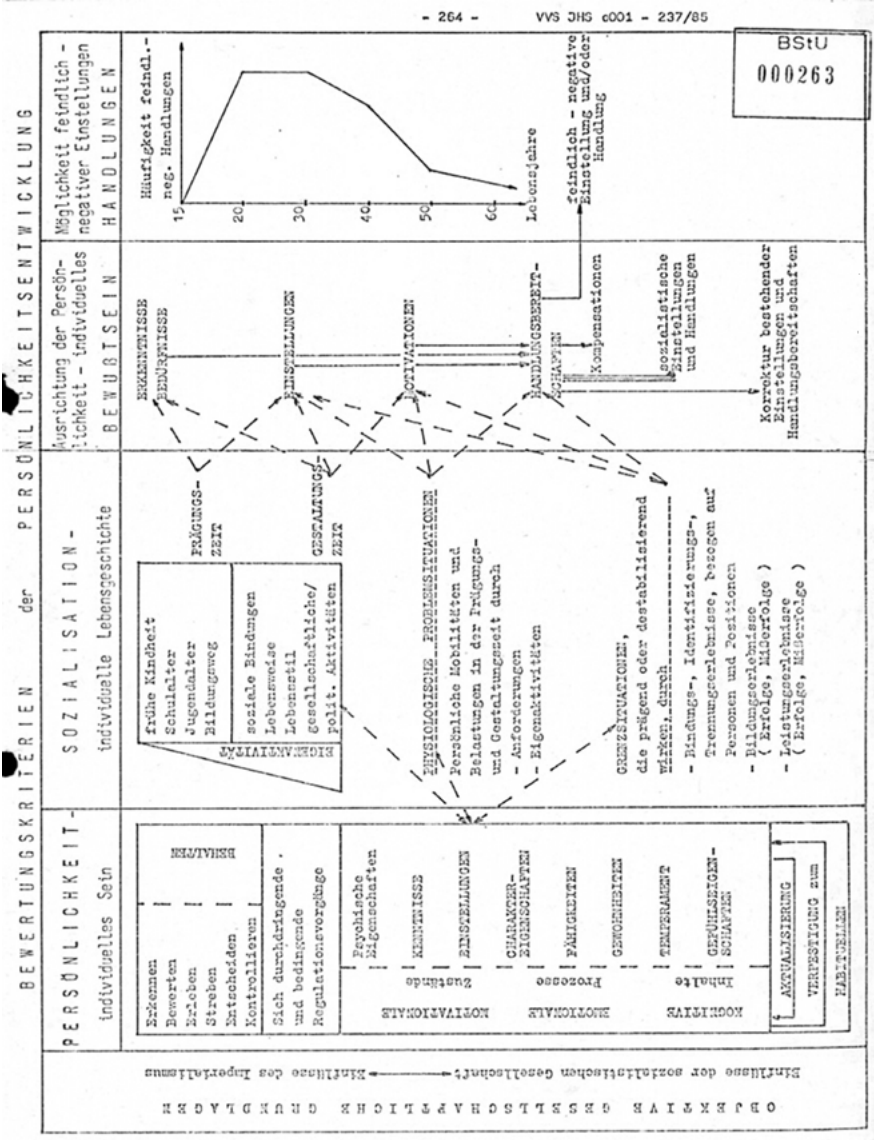 - 264 -
VVS JHS o001 - 237/85
BStU
000263
BEWERTUNGSKRITERIEN der PERSÖNLICHKEITSENTWICKLUNG
PERSÖNLICHKEIT-
individuelles Sein
SOZIALISATION-
individuelle Lebensgeschichte
Ausrichtung der Persön-
lichkeit - individuelles
BEWUßTSEIN
Möglichkeit feindlich -
negativer Einstellungen
HANDLUNGEN
Erkennen
Bewerten
Erleben
Streben
Entscheiden
Kontrollieren
BEHALTEN
Sich durchdringende
und bedingende
Regulationsvorgänge
Psychische
Eigenschaften
KENNTNISSE
EINSTELLUNGEN
CHARAKTER-
EIGENSCHAFTEN
FÄHIGKEITEN
GEWOHNHEITEN
TEMPERAMENT
GEFÜHLSEIGEN-
SCHAFTEN
Zustände
Prozesse
Inhalte
MOTIVATIONALE
EMOTIONALE
KOGNITIVE
AKTUALISIERUNG
VERFESTIGUNG zum
HABITUELLEN
frühe Kindheit
Schulalter
Jugendalter
Bildungsweg
soziale Bindungen
Lebensweise
Lebensstil
gesellschaftliche/
polit. Aktivitäten
EIGENAKTIVITÄT
PRÄGUNGS-
ZEIT
GESTALTUNGS-
ZEIT
PHYSIOLOGISCHE PROBLEMSITUATIONEN
Persönliche Mobilitäten und
Belastungen in der Prägungs-
und Gestaltungszeit durch
- Anforderungen
- Eigenaktivitäten
GRENZSITUATIONEN,
die prägend oder destabilisierend
wirken, durch
- Bindungs-, Identifizierungs-,
Trennungserlebnisse, bezogen auf
Personen und Positionen
- Bildungserlebnisse
( Erfolge, Mißerfolge )
- Leistungserlebnisse
( Erfolge, Mißerfolge )
ERKENNTNISSE
BEDÜRFNISSE
EINSTELLUNGEN
MOTIVATIONEN
HANDLUNGSBEREIT-
SCHAFTEN
Kompensationen
sozialistische
Einstellungen
und Handlungen
Korrektur bestehender
Einstellungen und
Handlungsbereitschaften
Häufigkeit feindl.-
neg. Handlungen
15
20
30
40
50
60
Lebensjahre
feindlich - negative
Einstellung und/oder
Handlung
Einflüsse der sozialistischen Gesellschaft
Einflüsse des Imperialismus
OBJEKTIVE GESELLSCHAFTLICHE GRUNDLAGEN